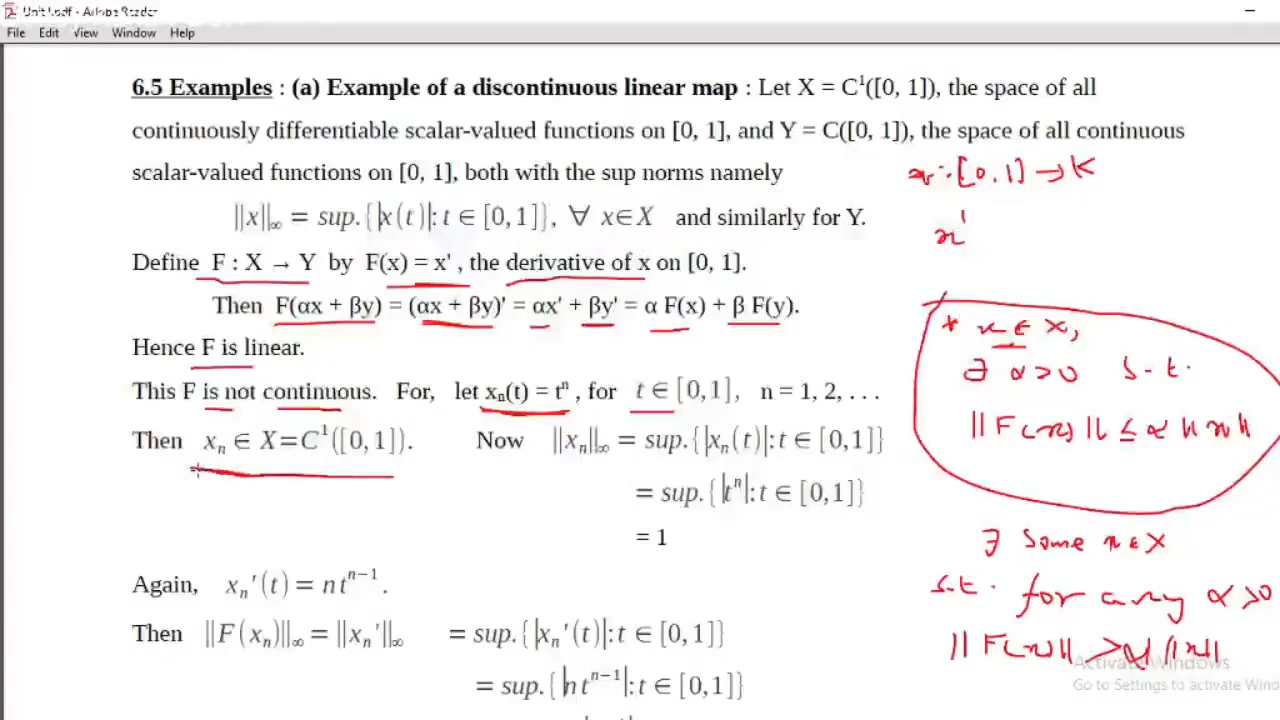 Unit I.pdf - Adobe Reader
File Edit View Window Help
6.5 Examples : (a) Example of a discontinuous linear map : Let X = C¹([0, 1]), the space of all
continuously differentiable scalar-valued functions on [0, 1], and Y = C([0, 1]), the space of all continuous
scalar-valued functions on [0, 1], both with the sup norms namely
x : [0, 1] → K
‖x‖∞ = sup. {|x(t)| : t ∈ [0, 1]}, ∀ x∈X and similarly for Y.
x'
Define F : X → Y by F(x) = x' , the derivative of x on [0, 1].
Then F(αx + βy) = (αx + βy)' = αx' + βy' = α F(x) + β F(y).
* x ∈ X,
Hence F is linear.
∃ α>0 s.t.
This F is not continuous. For, let xₙ(t) = tⁿ , for t ∈ [0, 1], n = 1, 2, . . .
‖F(x)‖ ≤ α ‖x‖
Then xₙ ∈ X=C¹([0, 1]). Now ‖xₙ‖∞ = sup. {|xₙ(t)| : t ∈ [0, 1]}
= sup. {|tⁿ| : t ∈ [0, 1]}
= 1
∃ some x ∈ X
Again, xₙ'(t) = n tⁿ⁻¹ .
s.t. for any α>0
Then ‖F(xₙ)‖∞ = ‖xₙ'‖∞ = sup. {|xₙ'(t)| : t ∈ [0, 1]}
‖F(x)‖ > α ‖x‖
Activate Windows
Go to Settings to activate Windo
= sup. {|n tⁿ⁻¹| : t ∈ [0, 1]}